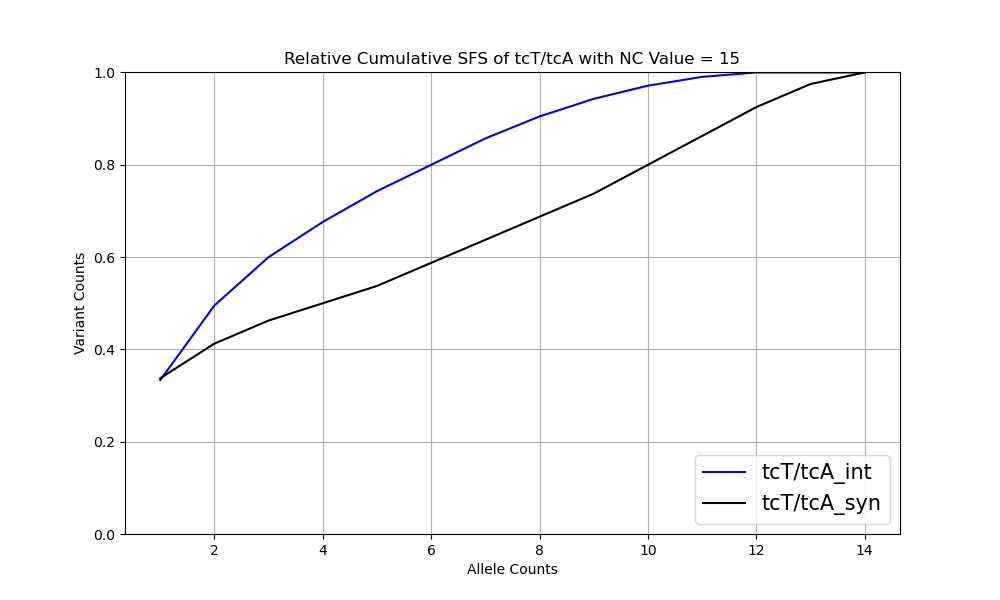 Relative Cumulative SFS of tcT/tcA with NC Value = 15
1.0
0.8
0.6
0.4
0.2
0.0
Variant Counts
tcT/tcA_int
tcT/tcA_syn
2 4 6 8 10 12 14
Allele Counts